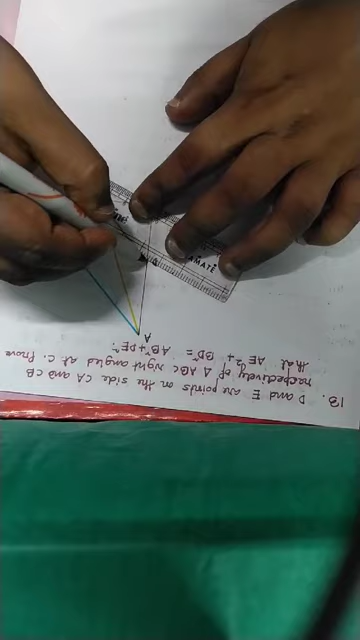 13. D and E are points on the side CA and CB
respectively of Δ ABC right angled at C. Prove
that AE² + BD² = AB² + DE².
A
D